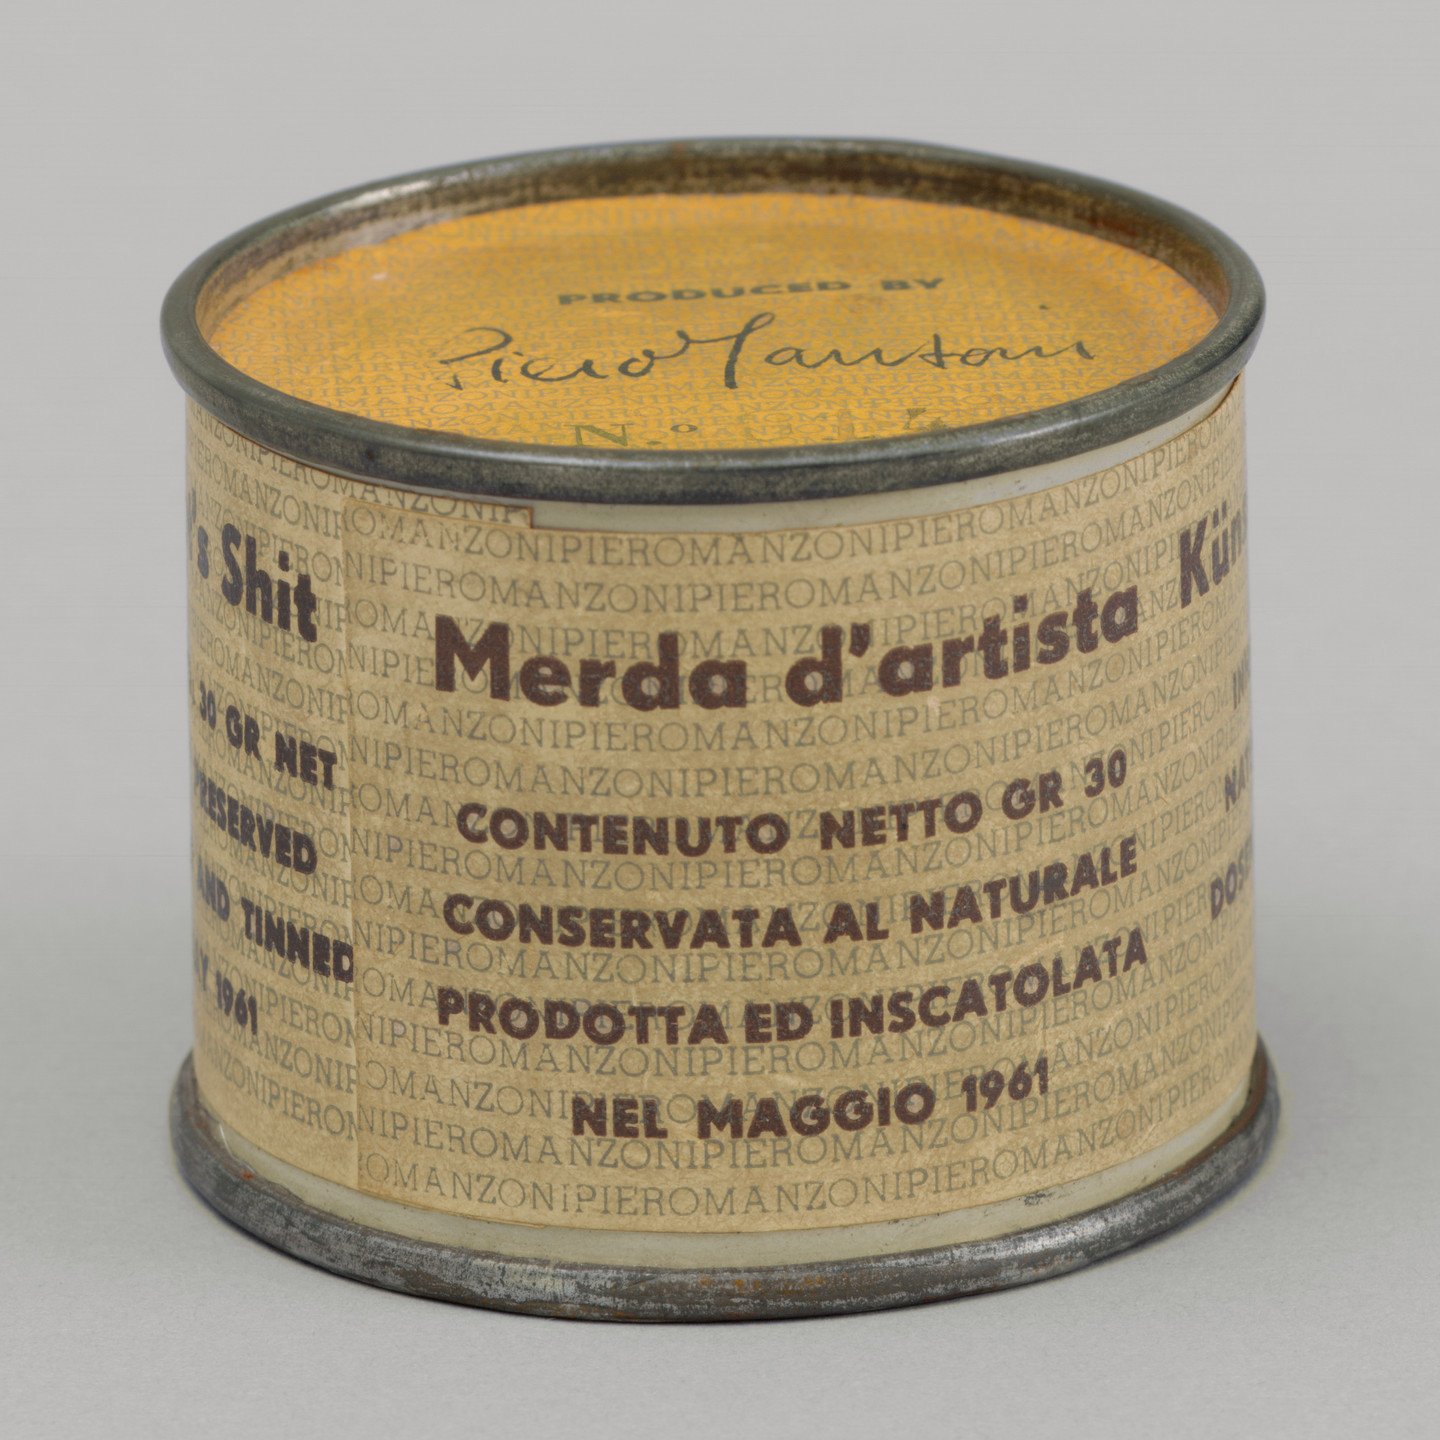 PRODUCED BY
Piero Manzoni
N.º
's Shit
30 GR NET
PRESERVED
AND TINNED
1961
Merda d'artista
CONTENUTO NETTO GR 30
CONSERVATA AL NATURALE
PRODOTTA ED INSCATOLATA
NEL MAGGIO 1961
PIEROMANZONIPIEROMANZONI